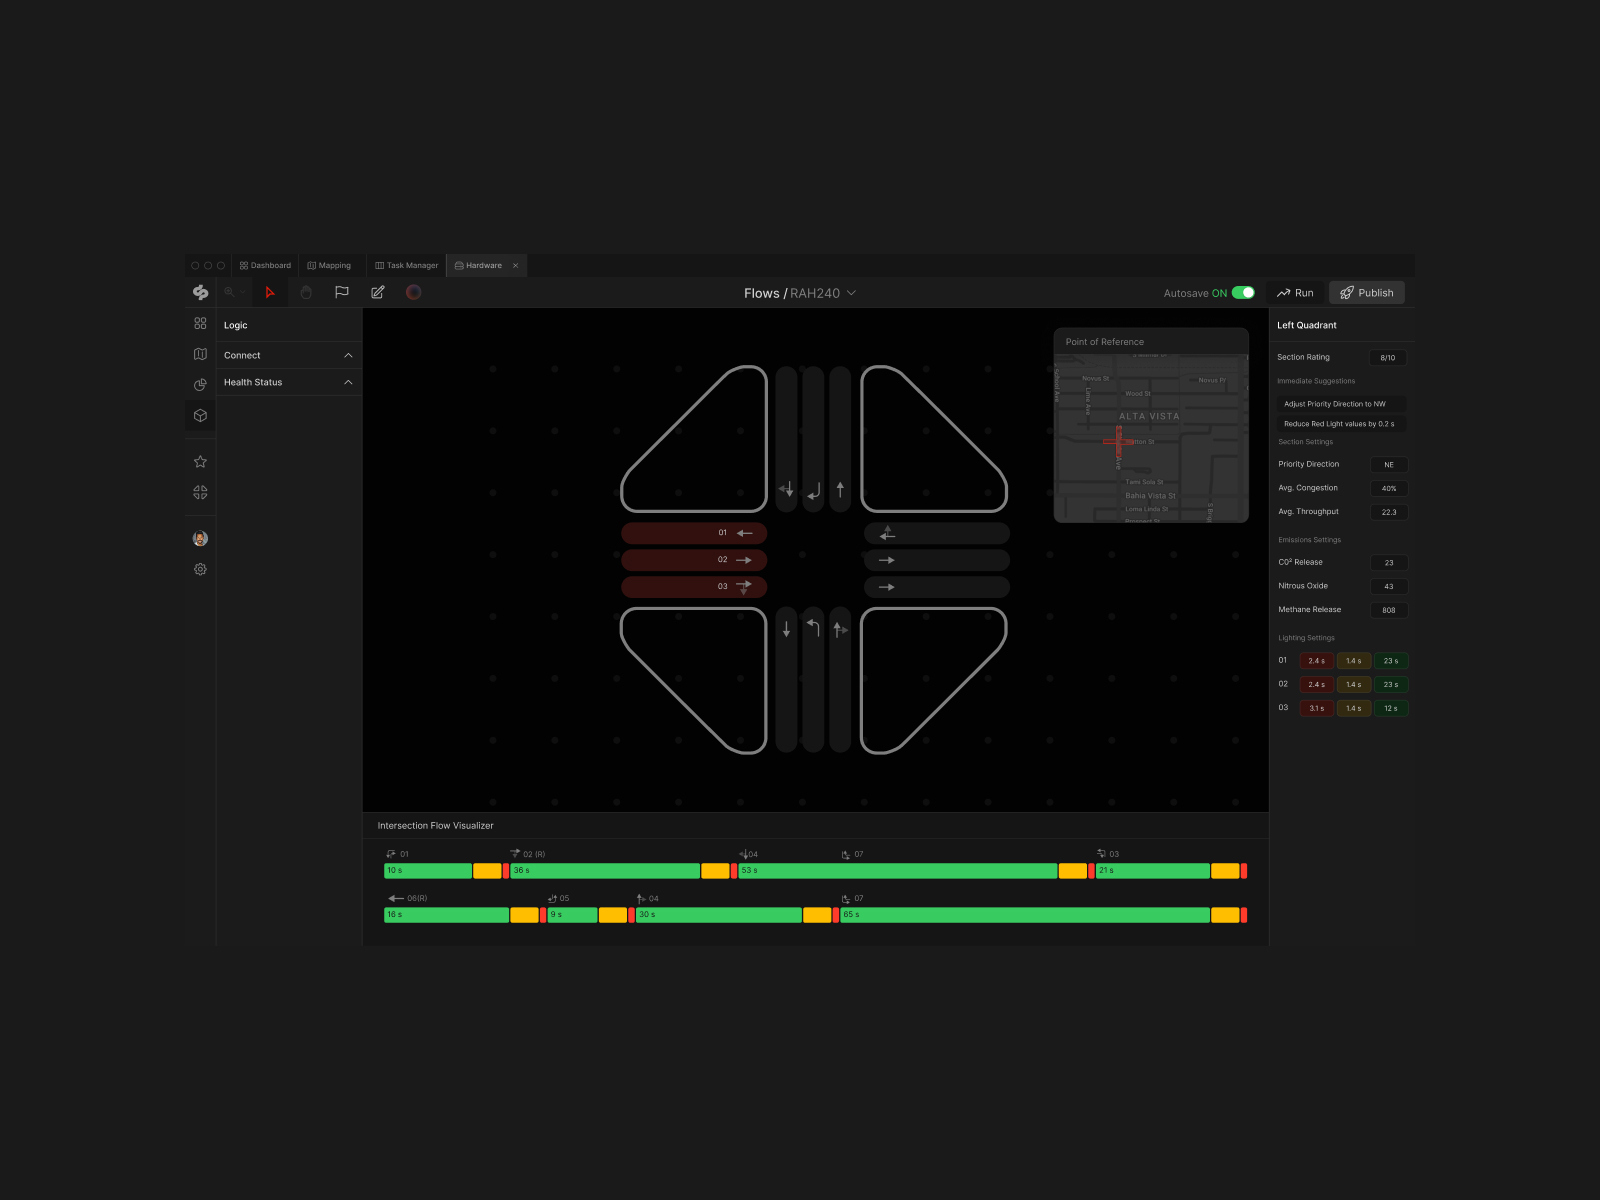 Dashboard
Mapping
Task Manager
Hardware
Flows / RAH240
Autosave ON
Run
Publish
Logic
Connect
Health Status
Point of Reference
Novus St
Novus Pl
School Ave
Lime Ave
Wood St
ALTA VISTA
Ave
Tami Sola St
Bahia Vista St
Loma Linda St
Prospect St
01
02
03
Left Quadrant
Section Rating 8/10
Immediate Suggestions
Adjust Priority Direction to NW
Reduce Red Light values by 0.2 s
Section Settings
Priority Direction NE
Avg. Congestion 40%
Avg. Throughput 22.3
Emissions Settings
C0² Release 23
Nitrous Oxide 43
Methane Release 808
Lighting Settings
01 2.4 s 1.4 s 23 s
02 2.4 s 1.4 s 23 s
03 3.1 s 1.4 s 12 s
Intersection Flow Visualizer
01 02 (R) 04 07 03
10 s 36 s 53 s 21 s
06(R) 05 04 07
16 s 9 s 30 s 65 s